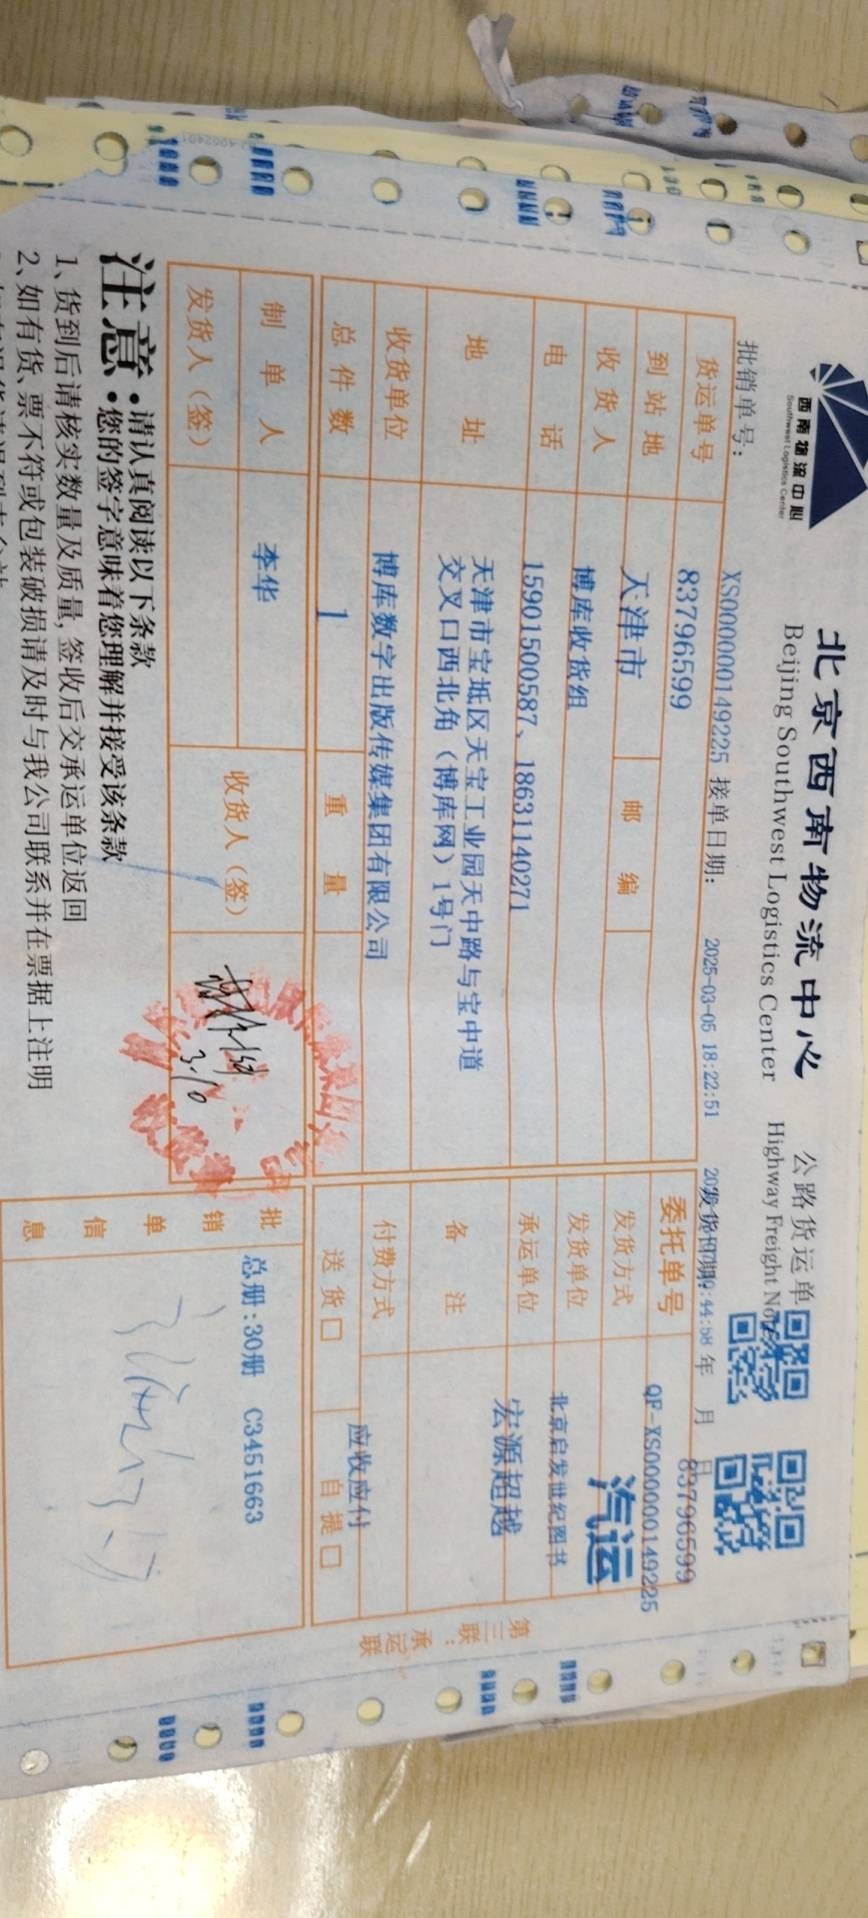 西南物流中心
Southwest Logistics Center
北京西南物流中心 公路货运单
Beijing Southwest Logistics Center Highway Freight Note
批销单号: XS000000149225 接单日期: 2025-03-05 18:22:51 发货日期: 年 月 日
货运单号 83796599 委托单号 QF-XS000000149225
83796599
到站地 天津市 邮编 发货方式 汽运
收货人 博库收货组 发货单位 北京启发世纪图书
电话 15901500587、18631140271 承运单位 宏源超越
地址 天津市宝坻区天宝工业园天中路与宝中道
交叉口西北角（博库网）1号门
备注
收货单位 博库数字出版传媒集团有限公司 付费方式 应收应付
总件数 1 重量 送货□ 自提□
制单人 李华 收货人（签） 3.10
发货人（签）
批销单信息 总册:30册 C3451663
第三联:承运联
注意
•请认真阅读以下条款
•您的签字意味着您理解并接受该条款
1、货到后请核实数量及质量,签收后交承运单位返回
2、如有货、票不符或包装破损请及时与我公司联系并在票据上注明